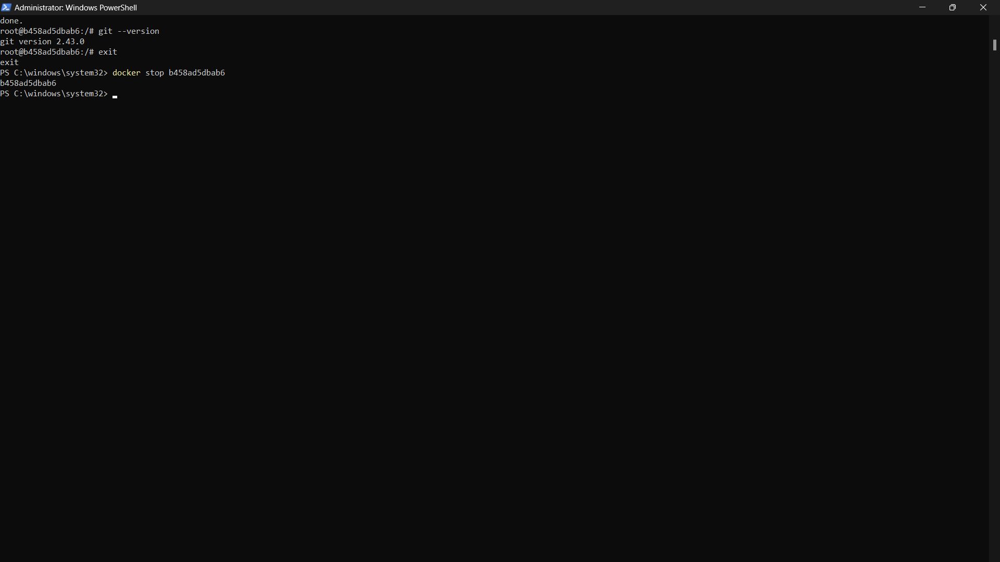 Administrator: Windows PowerShell
done.
root@b458ad5dbab6:/# git --version
git version 2.43.0
root@b458ad5dbab6:/# exit
exit
PS C:\windows\system32> docker stop b458ad5dbab6
b458ad5dbab6
PS C:\windows\system32>